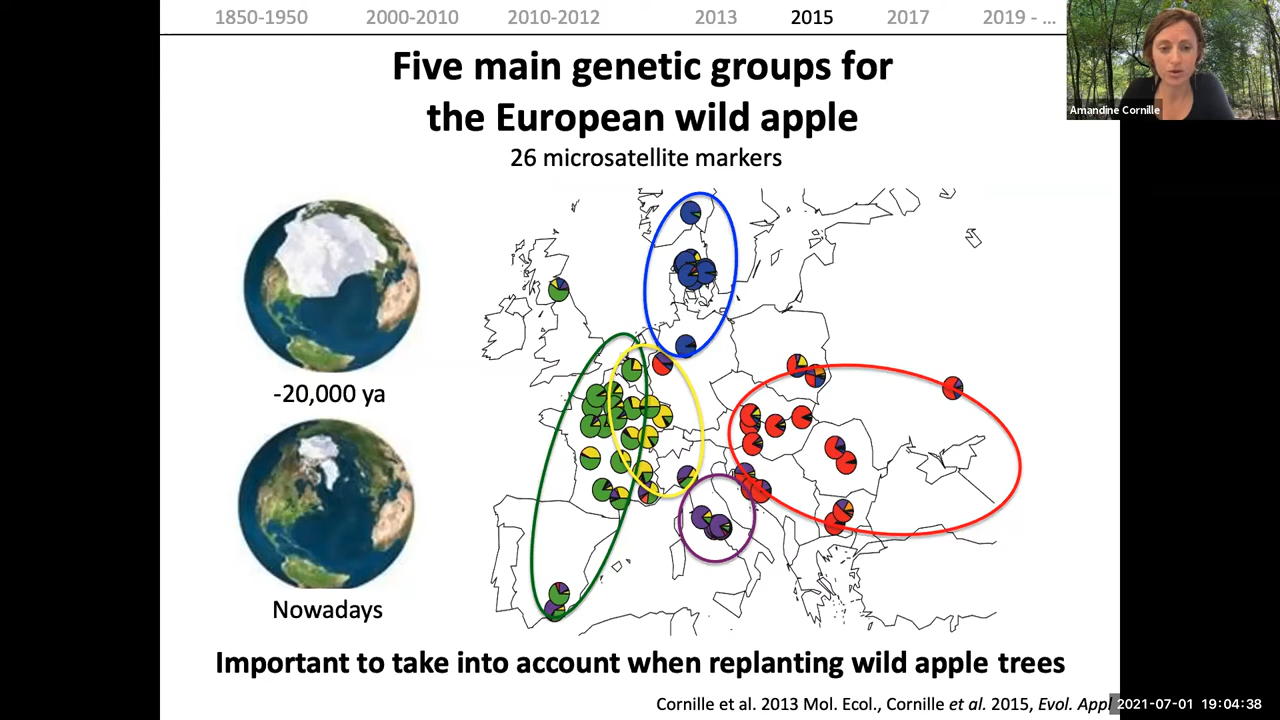 1850-1950 2000-2010 2010-2012 2013 2015 2017 2019 - ...
Amandine Cornille
Five main genetic groups for
the European wild apple
26 microsatellite markers
-20,000 ya
Nowadays
Important to take into account when replanting wild apple trees
Cornille et al. 2013 Mol. Ecol., Cornille et al. 2015, Evol. Appl
2021-07-01 19:04:38